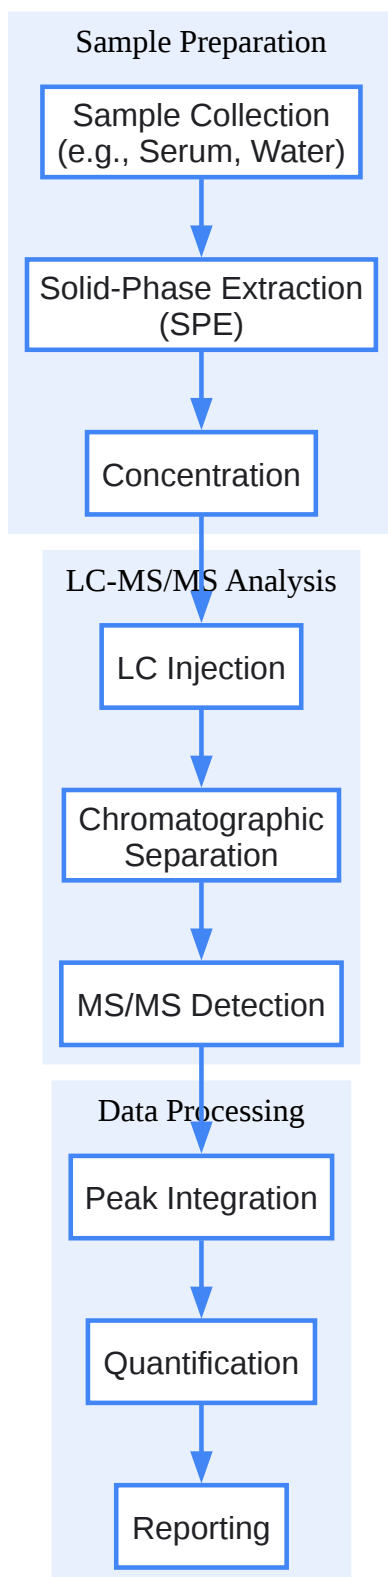 Sample Preparation
Sample Collection
(e.g., Serum, Water)
Solid-Phase Extraction
(SPE)
Concentration
LC-MS/MS Analysis
LC Injection
Chromatographic
Separation
MS/MS Detection
Data Processing
Peak Integration
Quantification
Reporting